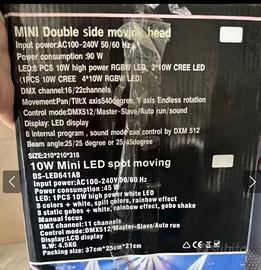 MINI Double side moving head
Input power:AC100-240V 50/60 Hz
Power consumption :90 W
LED:8 PCS 10W high power RGBW LED, 2*10W CREE LED
(1PCS 10W CREE 4*10W RGBW LED)
DMX channel:16/22channels
Movement:Pan/Tilt X axis540degree, Y axis endless
Control mode:DMX512/Master-Slave/Auto run/sound
Display: LED display
8 internal program , sound mode can control by DXM 512
Beam angle:25/25 degree or 25/45degree
SIZE:210*210*318
10W Mini LED spot moving
DS-LED641AB
Input power:AC100-240V,50/60 Hz
Power consumption:45 W
LED: 1PCS 10W high power white LED
8 colors + white, split colors, rainbow effect
8 static gobos + white, rainbow effect, gobo shake
Manual focus
DMX channel:11 channels
Control mode:DMX512/Master-Slave/Auto run
Display:
N.W: 4.5KG
Packing size: 37cm*25cm*21cm